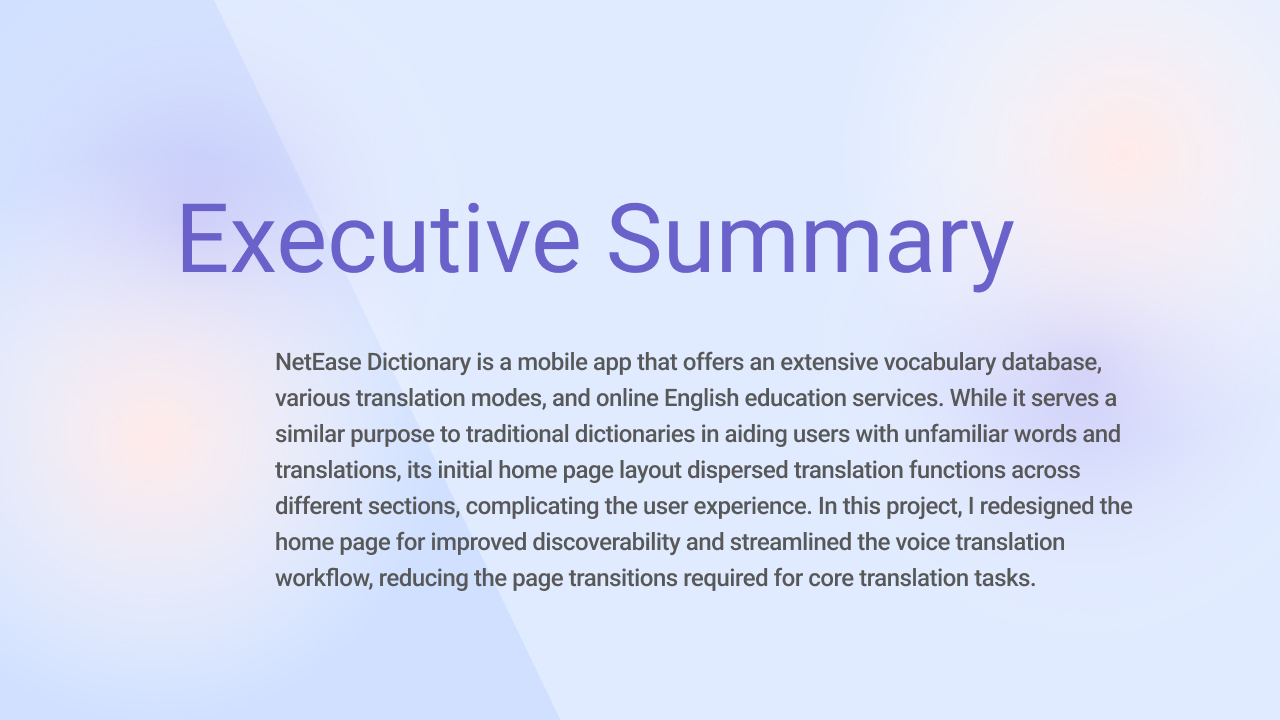 Executive Summary
NetEase Dictionary is a mobile app that offers an extensive vocabulary database,
various translation modes, and online English education services. While it serves a
similar purpose to traditional dictionaries in aiding users with unfamiliar words and
translations, its initial home page layout dispersed translation functions across
different sections, complicating the user experience. In this project, I redesigned the
home page for improved discoverability and streamlined the voice translation
workflow, reducing the page transitions required for core translation tasks.